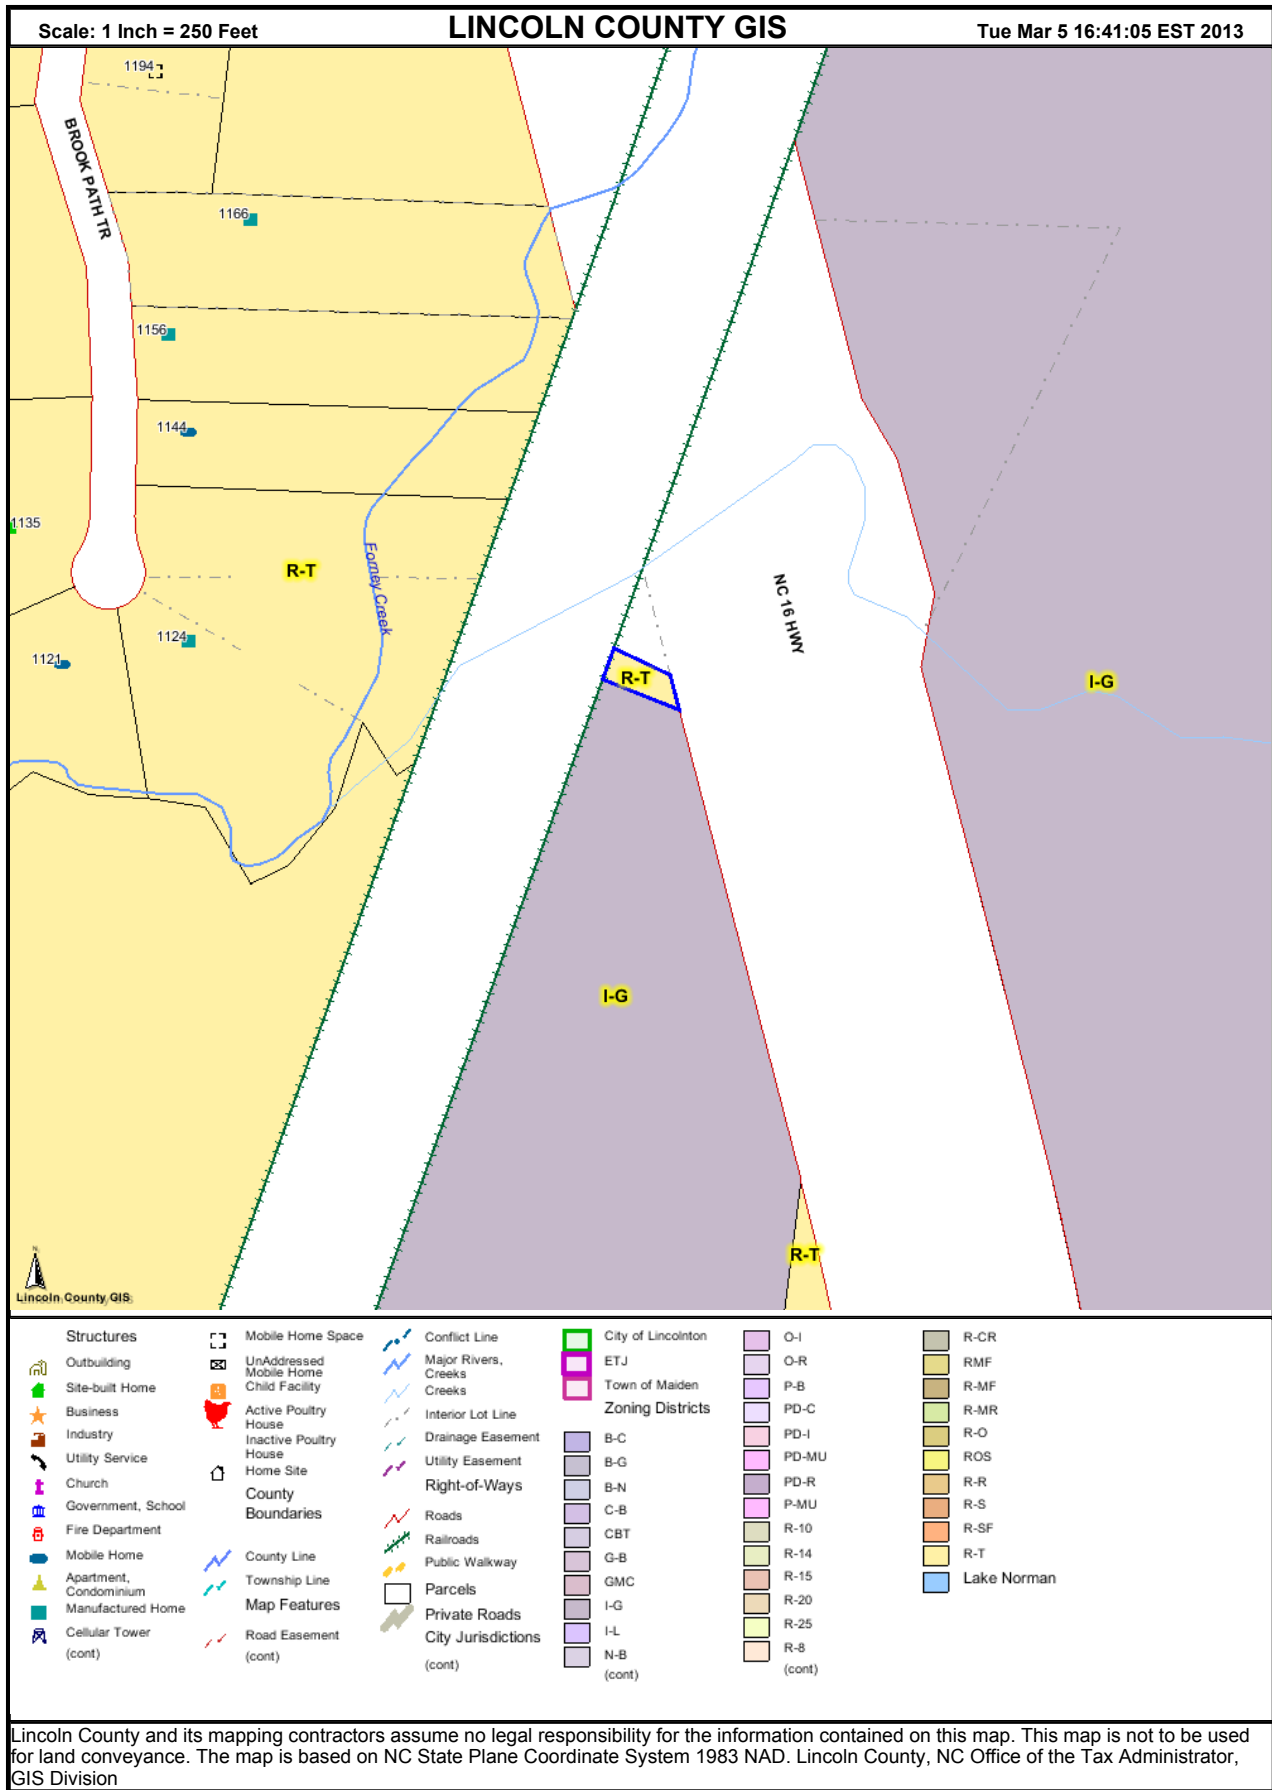 Scale: 1 Inch = 250 Feet
LINCOLN COUNTY GIS
Tue Mar 5 16:41:05 EST 2013
1194
BROOK PATH TR
1166
1156
1144
1135
R-T
Forney Creek
1124
1121
R-T
NC 16 HWY
I-G
I-G
R-T
N
Lincoln County GIS
Structures
Outbuilding
Site-built Home
Business
Industry
Utility Service
Church
Government, School
Fire Department
Mobile Home
Apartment,
Condominium
Manufactured Home
Cellular Tower
(cont)
Mobile Home Space
UnAddressed
Mobile Home
Child Facility
Active Poultry
House
Inactive Poultry
House
Home Site
County
Boundaries
County Line
Township Line
Map Features
Road Easement
(cont)
Conflict Line
Major Rivers,
Creeks
Creeks
Interior Lot Line
Drainage Easement
Utility Easement
Right-of-Ways
Roads
Railroads
Public Walkway
Parcels
Private Roads
City Jurisdictions
(cont)
City of Lincolnton
ETJ
Town of Maiden
Zoning Districts
B-C
B-G
B-N
C-B
CBT
G-B
GMC
I-G
I-L
N-B
(cont)
O-I
O-R
P-B
PD-C
PD-I
PD-MU
PD-R
P-MU
R-10
R-14
R-15
R-20
R-25
R-8
(cont)
R-CR
RMF
R-MF
R-MR
R-O
ROS
R-R
R-S
R-SF
R-T
Lake Norman
Lincoln County and its mapping contractors assume no legal responsibility for the information contained on this map. This map is not to be used
for land conveyance. The map is based on NC State Plane Coordinate System 1983 NAD. Lincoln County, NC Office of the Tax Administrator,
GIS Division